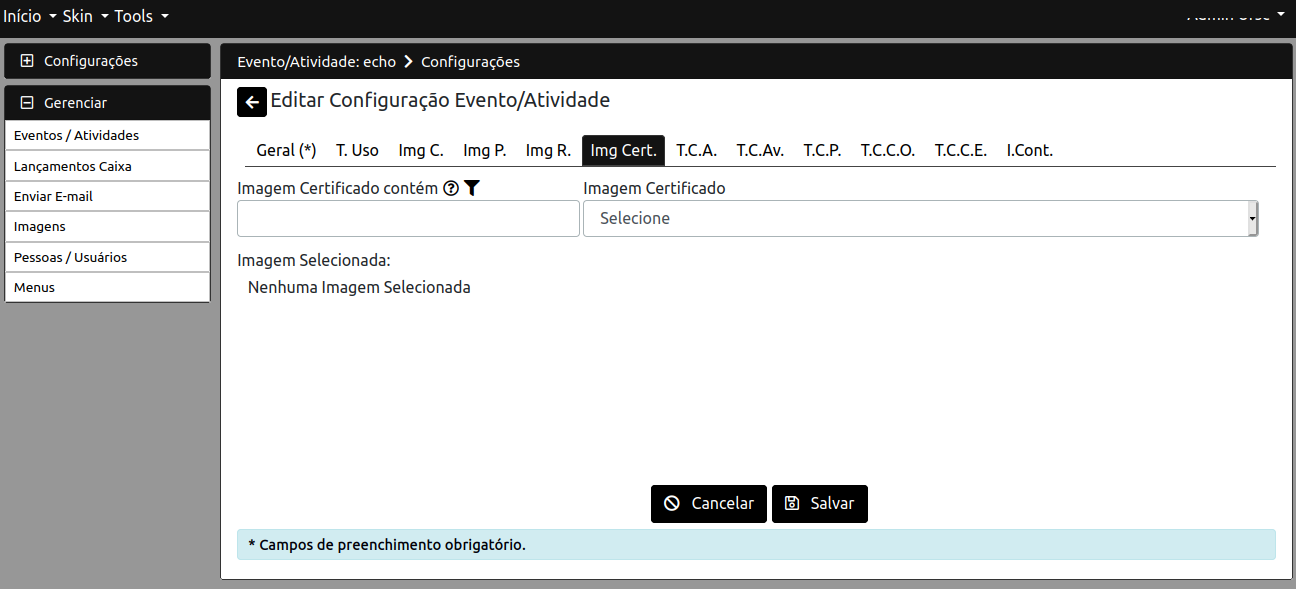 Início Skin Tools
Configurações
Gerenciar
Eventos / Atividades
Lançamentos Caixa
Enviar E-mail
Imagens
Pessoas / Usuários
Menus
Evento/Atividade: echo Configurações
Editar Configuração Evento/Atividade
Geral (*) T. Uso Img C. Img P. Img R. Img Cert. T.C.A. T.C.Av. T.C.P. T.C.C.O. T.C.C.E. I.Cont.
Imagem Certificado contém Imagem Certificado
Selecione
Imagem Selecionada:
Nenhuma Imagem Selecionada
Cancelar Salvar
* Campos de preenchimento obrigatório.